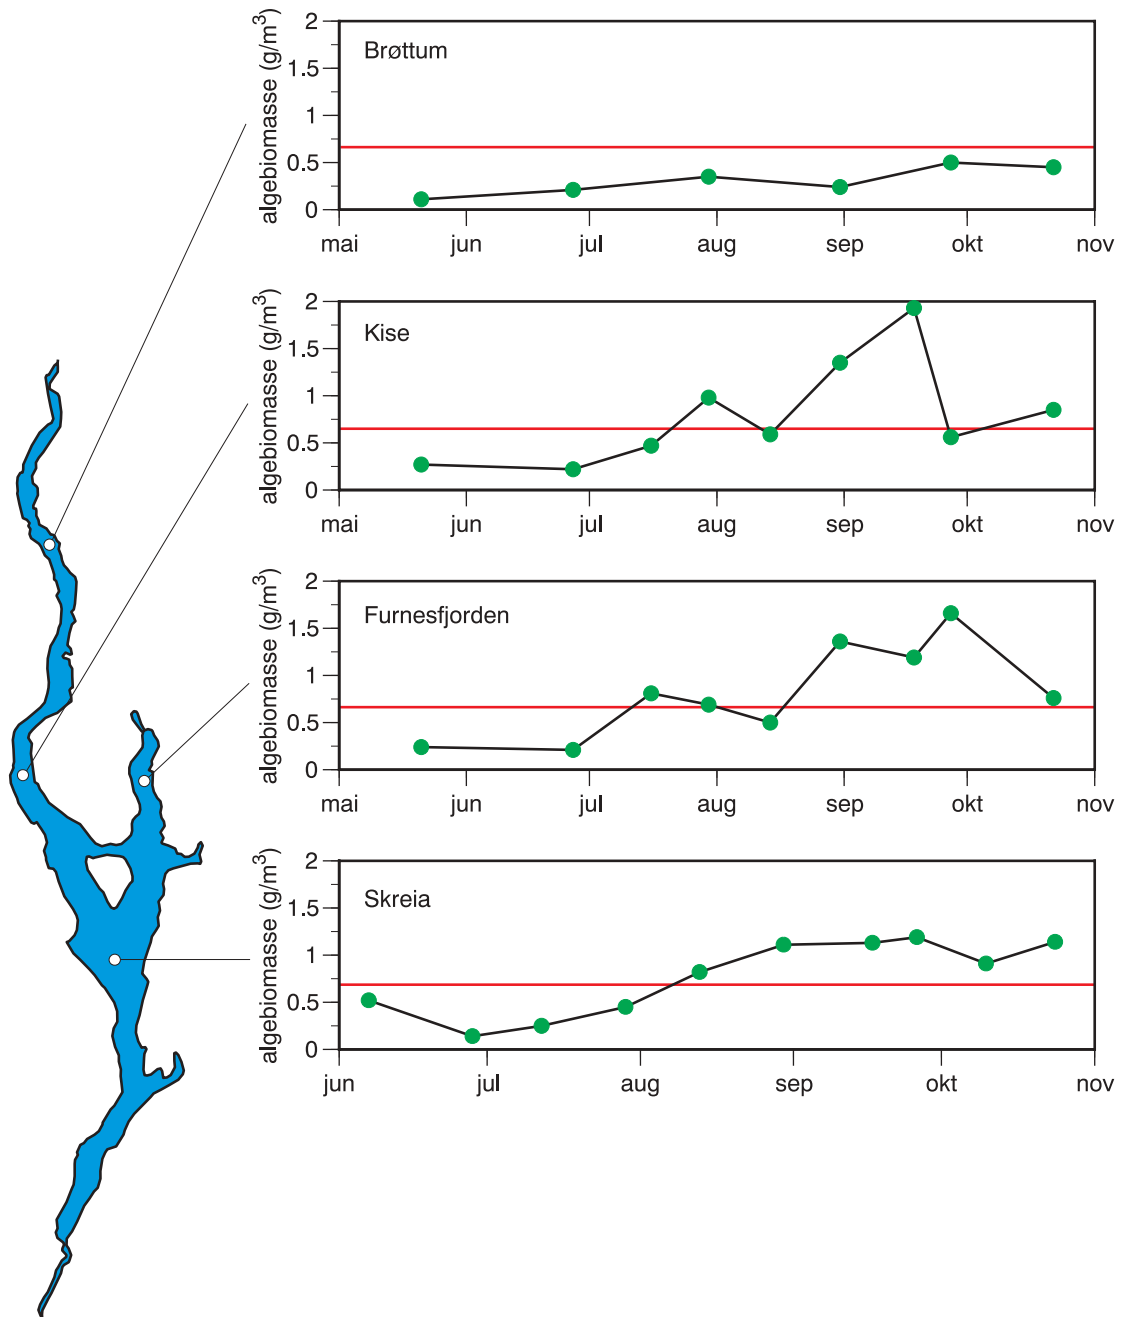 algebiomasse (g/m³)
2
1.5
1
0.5
0
Brøttum
mai jun jul aug sep okt nov
algebiomasse (g/m³)
2
1.5
1
0.5
0
Kise
mai jun jul aug sep okt nov
algebiomasse (g/m³)
2
1.5
1
0.5
0
Furnesfjorden
mai jun jul aug sep okt nov
algebiomasse (g/m³)
2
1.5
1
0.5
0
Skreia
jun jul aug sep okt nov